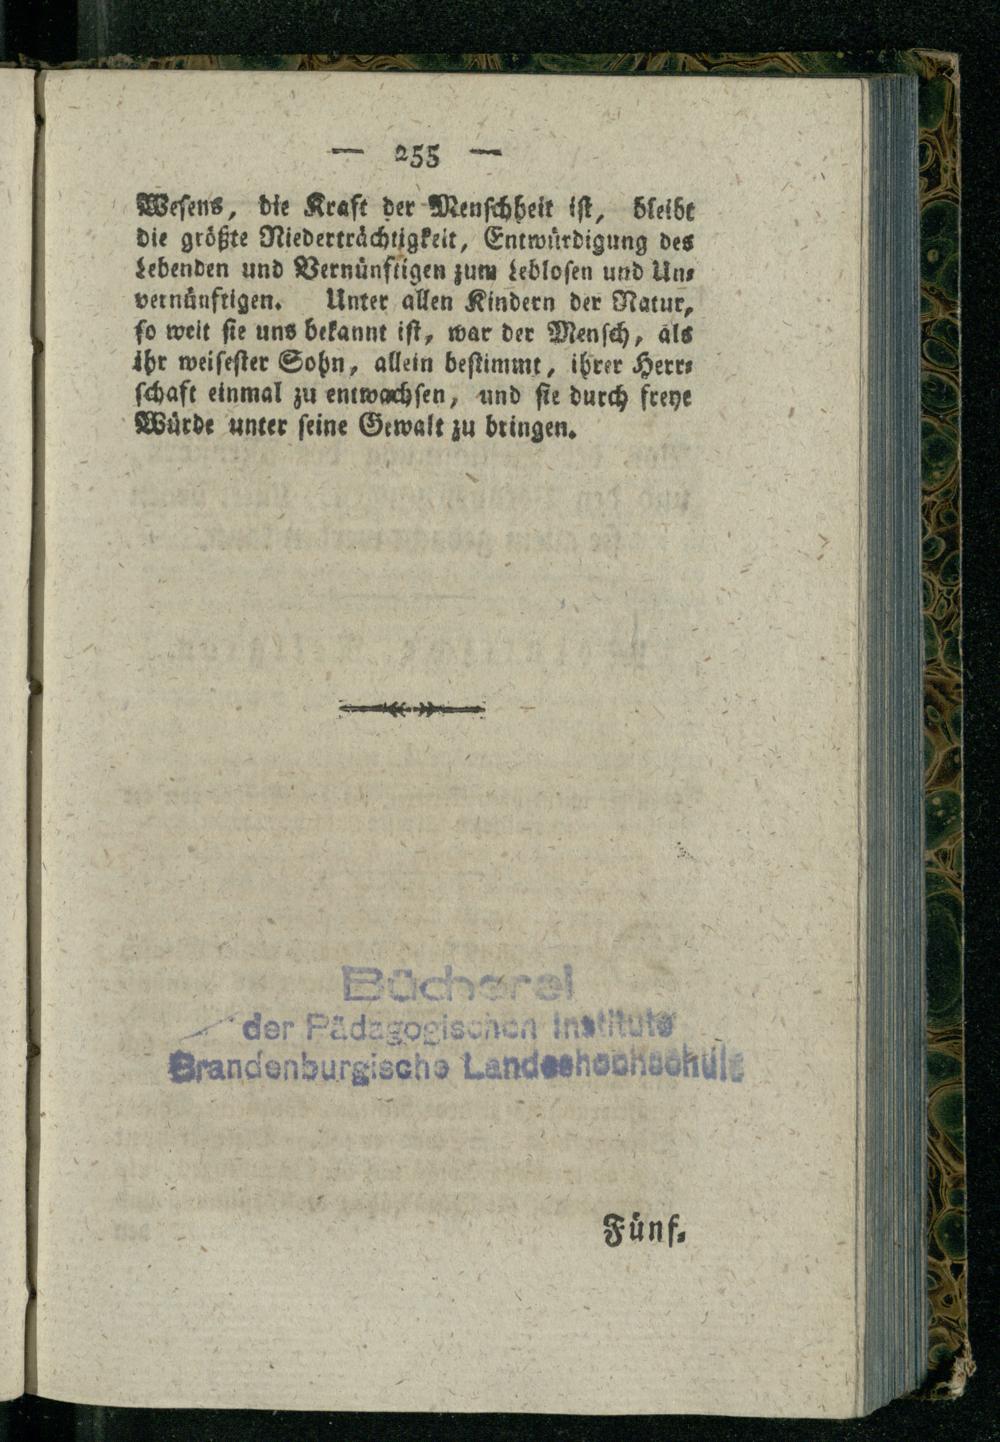 — 255 —
Wesens, die Kraft der Menschheit ist, bleibt
die größte Niederträchtigkeit, Entwürdigung des
Lebenden und Vernünftigen zum Leblosen und Un⸗
vernünftigen. Unter allen Kindern der Natur,
so weit sie uns bekannt ist, war der Mensch, als
ihr weisester Sohn, allein bestimmt, ihrer Herr⸗
schaft einmal zu entwachsen, und sie durch freye
Würde unter seine Gewalt zu bringen.
Bücherei
der Pädagogischen Institute
Brandenburgische Landeshochschule
Fünf⸗